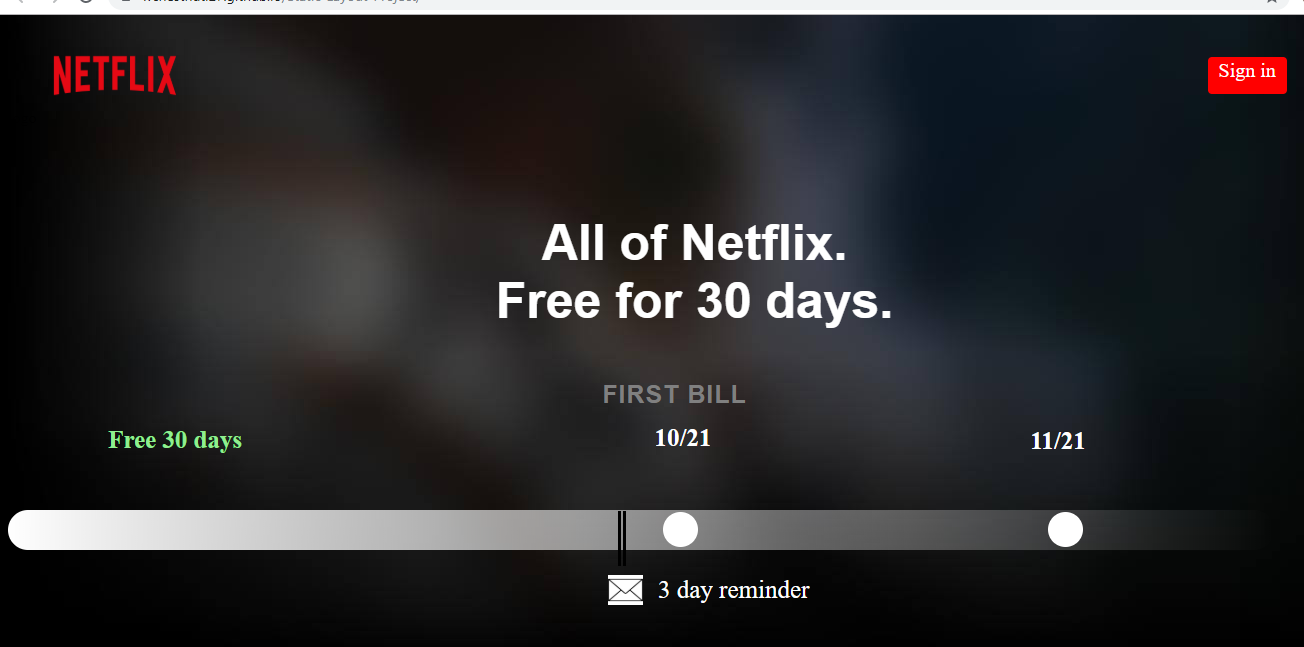 NETFLIX
Sign in
All of Netflix.
Free for 30 days.
FIRST BILL
Free 30 days
10/21
11/21
3 day reminder